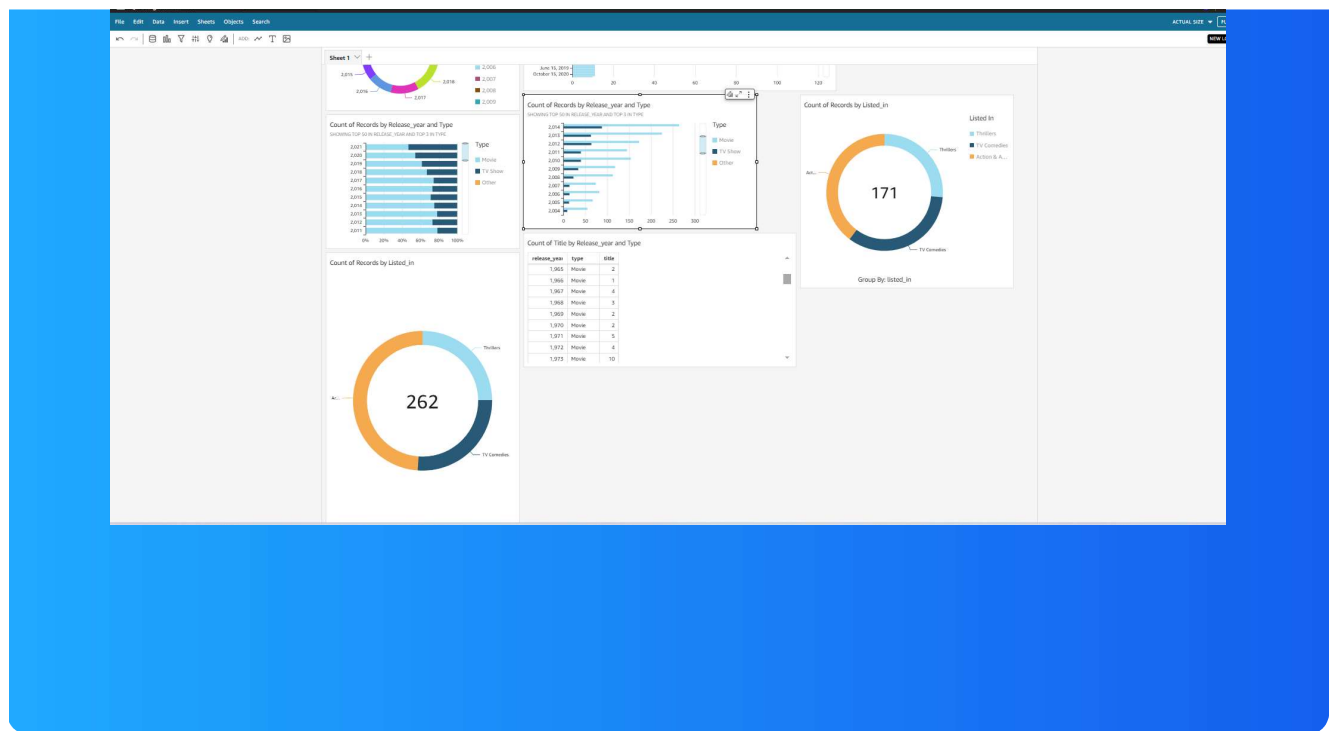 File Edit Data Insert Sheets Objects Search
ACTUAL SIZE
ADD:
NEW L
Sheet 1
2,015
2,016
2,017
2,018
2,006
2,007
2,008
2,009
June 16, 2019
October 10, 2020
0 20 40 60 80 100 120
Count of Records by Release_year and Type
SHOWING TOP 50 IN RELEASE_YEAR AND TOP 2 IN TYPE
2,021
2,020
2,019
2,018
2,017
2,016
2,015
2,014
2,013
2,012
2,011
0% 20% 40% 60% 80% 100%
Type
Movie
TV Show
Other
Count of Records by Release_year and Type
SHOWING TOP 50 IN RELEASE_YEAR AND TOP 2 IN TYPE
2,014
2,013
2,012
2,011
2,010
2,009
2,008
2,007
2,006
2,005
2,004
0 50 100 150 200 250 300
Type
Movie
TV Show
Other
Count of Records by Listed_in
Listed In
Thrillers
TV Comedies
Action & A...
Thrillers
Act...
171
TV Comedies
Group By: listed_in
Count of Title by Release_year and Type
release_year type title
1,965 Movie 2
1,966 Movie 1
1,967 Movie 4
1,968 Movie 3
1,969 Movie 2
1,970 Movie 2
1,971 Movie 5
1,972 Movie 4
1,973 Movie 10
Count of Records by Listed_in
Thrillers
Ac...
262
TV Comedies